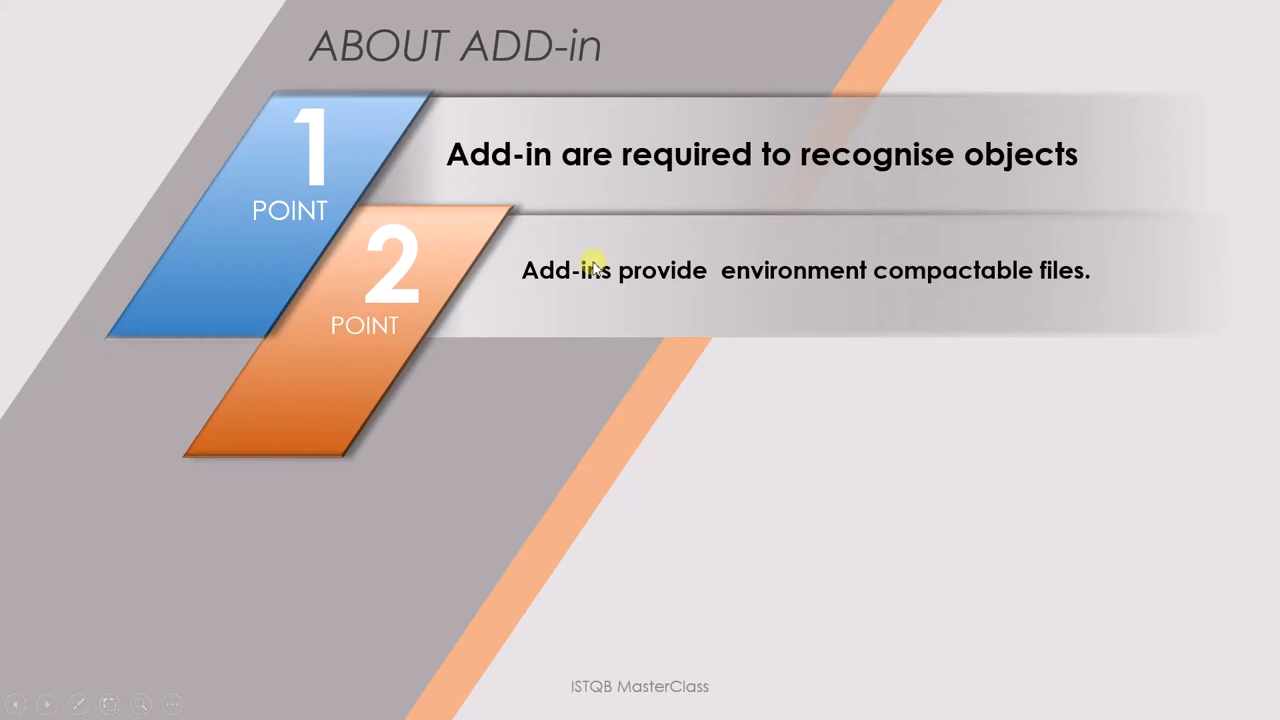 ABOUT ADD-in
1
POINT
Add-in are required to recognise objects
2
POINT
Add-ins provide environment compactable files.
ISTQB MasterClass